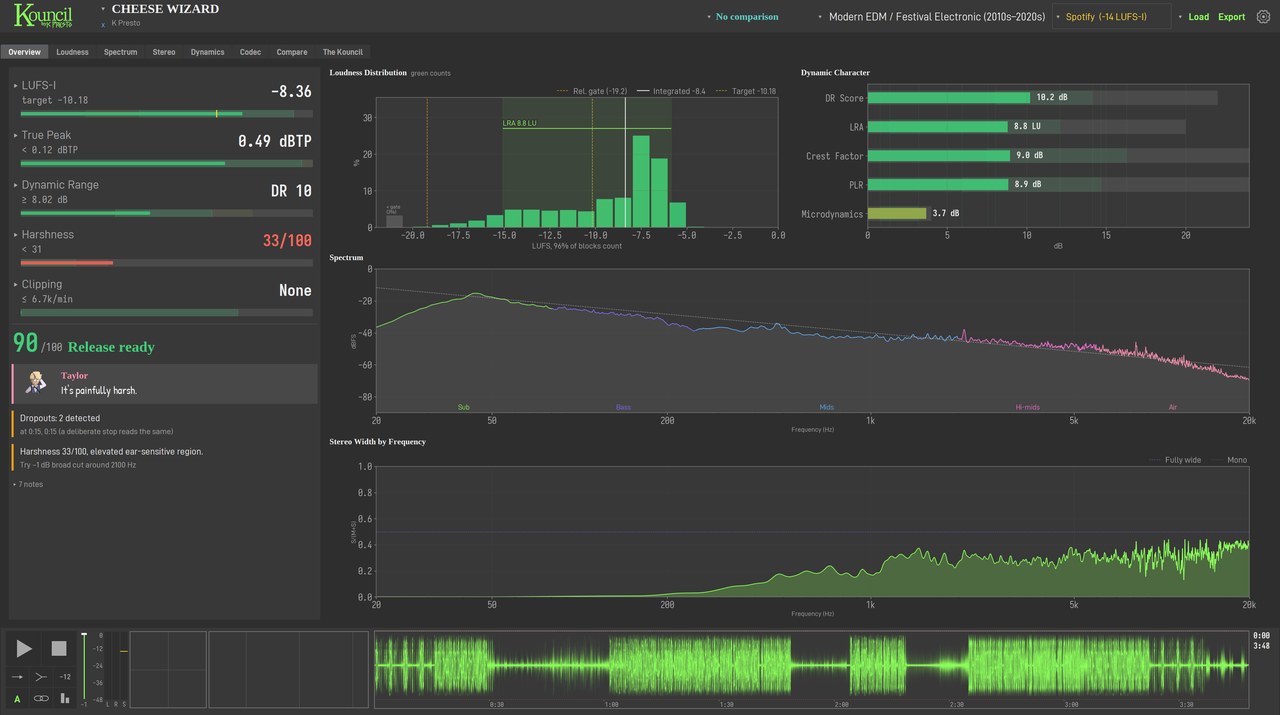 Kouncil
by K PRESTO
CHEESE WIZARD
x K Presto
No comparison
Modern EDM / Festival Electronic (2010s–2020s)
Spotify (-14 LUFS-I)
Load
Export
Overview Loudness Spectrum Stereo Dynamics Codec Compare The Kouncil
LUFS-I
target -10.18
-8.36
True Peak
< 0.12 dBTP
0.49 dBTP
Dynamic Range
≥ 8.02 dB
DR 10
Harshness
< 31
33/100
Clipping
≤ 6.7k/min
None
90 /100 Release ready
Taylor
It's painfully harsh.
Dropouts: 2 detected
at 0:15, 0:15 (a deliberate stop reads the same)
Harshness 33/100, elevated ear-sensitive region.
Try -1 dB broad cut around 2100 Hz
7 notes
Loudness Distribution green counts
Rel. gate (-19.2) Integrated -8.4 Target -10.18
LRA 8.8 LU
%
30
20
10
0
-20.0 -17.5 -15.0 -12.5 -10.0 -7.5 -5.0 -2.5 0.0
LUFS, 96% of blocks count
Dynamic Character
DR Score 10.2 dB
LRA 8.8 LU
Crest Factor 9.0 dB
PLR 8.9 dB
Microdynamics 3.7 dB
0 5 10 15 20
dB
Spectrum
0
-20
-40
-60
-80
dBFS
Sub Bass Mids Hi-mids Air
20 50 200 1k 5k 20k
Frequency (Hz)
Stereo Width by Frequency
Fully wide Mono
1.0
0.8
0.6
0.4
0.2
0.0
S/(M+S)
20 50 200 1k 5k 20k
Frequency (Hz)
-12
A
0
-12
-24
-36
-48
-1 L R S
0:30 1:00 1:30 2:00 2:30 3:00 3:30
0:00
3:48